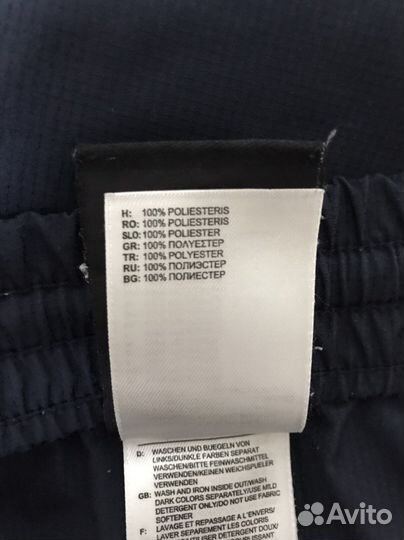 H: 100% POLIESTERIS
RO: 100% POLIESTERIS
SLO: 100% POLIESTER
GR: 100% ΠΟΛΥΕΣΤΕΡ
TR: 100% POLYESTER
RU: 100% ПОЛИЭСТЕР
BG: 100% ПОЛИЕСТЕР
D: WASCHEN UND BUEGELN VON
LINKS/DUNKLE FARBEN SEPARAT
WASCHEN/BITTE FEINWASCHMITTEL
VERWENDEN/KEINEN WEICHSPUELER
VERWENDEN
GB: WASH AND IRON INSIDE OUT/WASH
DARK COLORS SEPARATELY/USE MILD
DETERGENT ONLY/DO NOT USE FABRIC
SOFTENER
F: LAVAGE ET REPASSAGE A L'ENVERS/
LAVER SEPAREMENT LES COLORIS
Avito